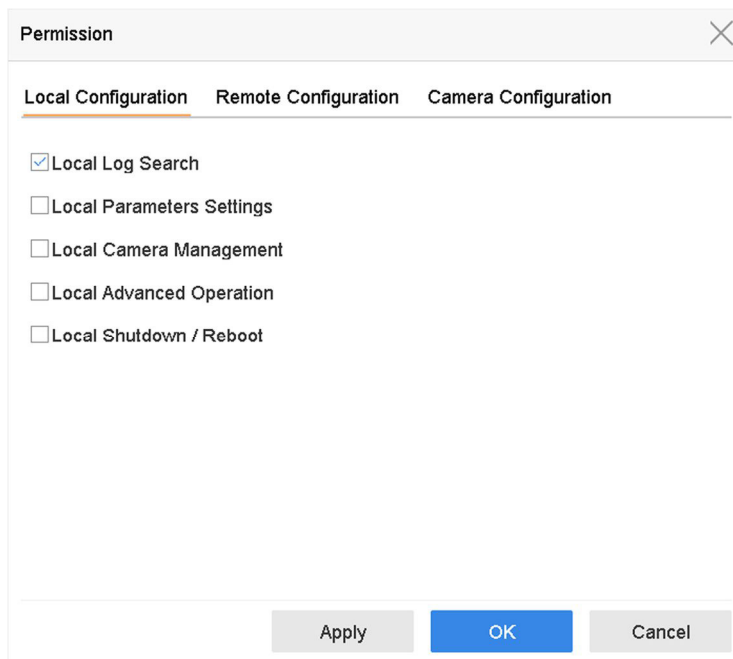 Permission
Local Configuration Remote Configuration Camera Configuration
Local Log Search
Local Parameters Settings
Local Camera Management
Local Advanced Operation
Local Shutdown / Reboot
Apply OK Cancel